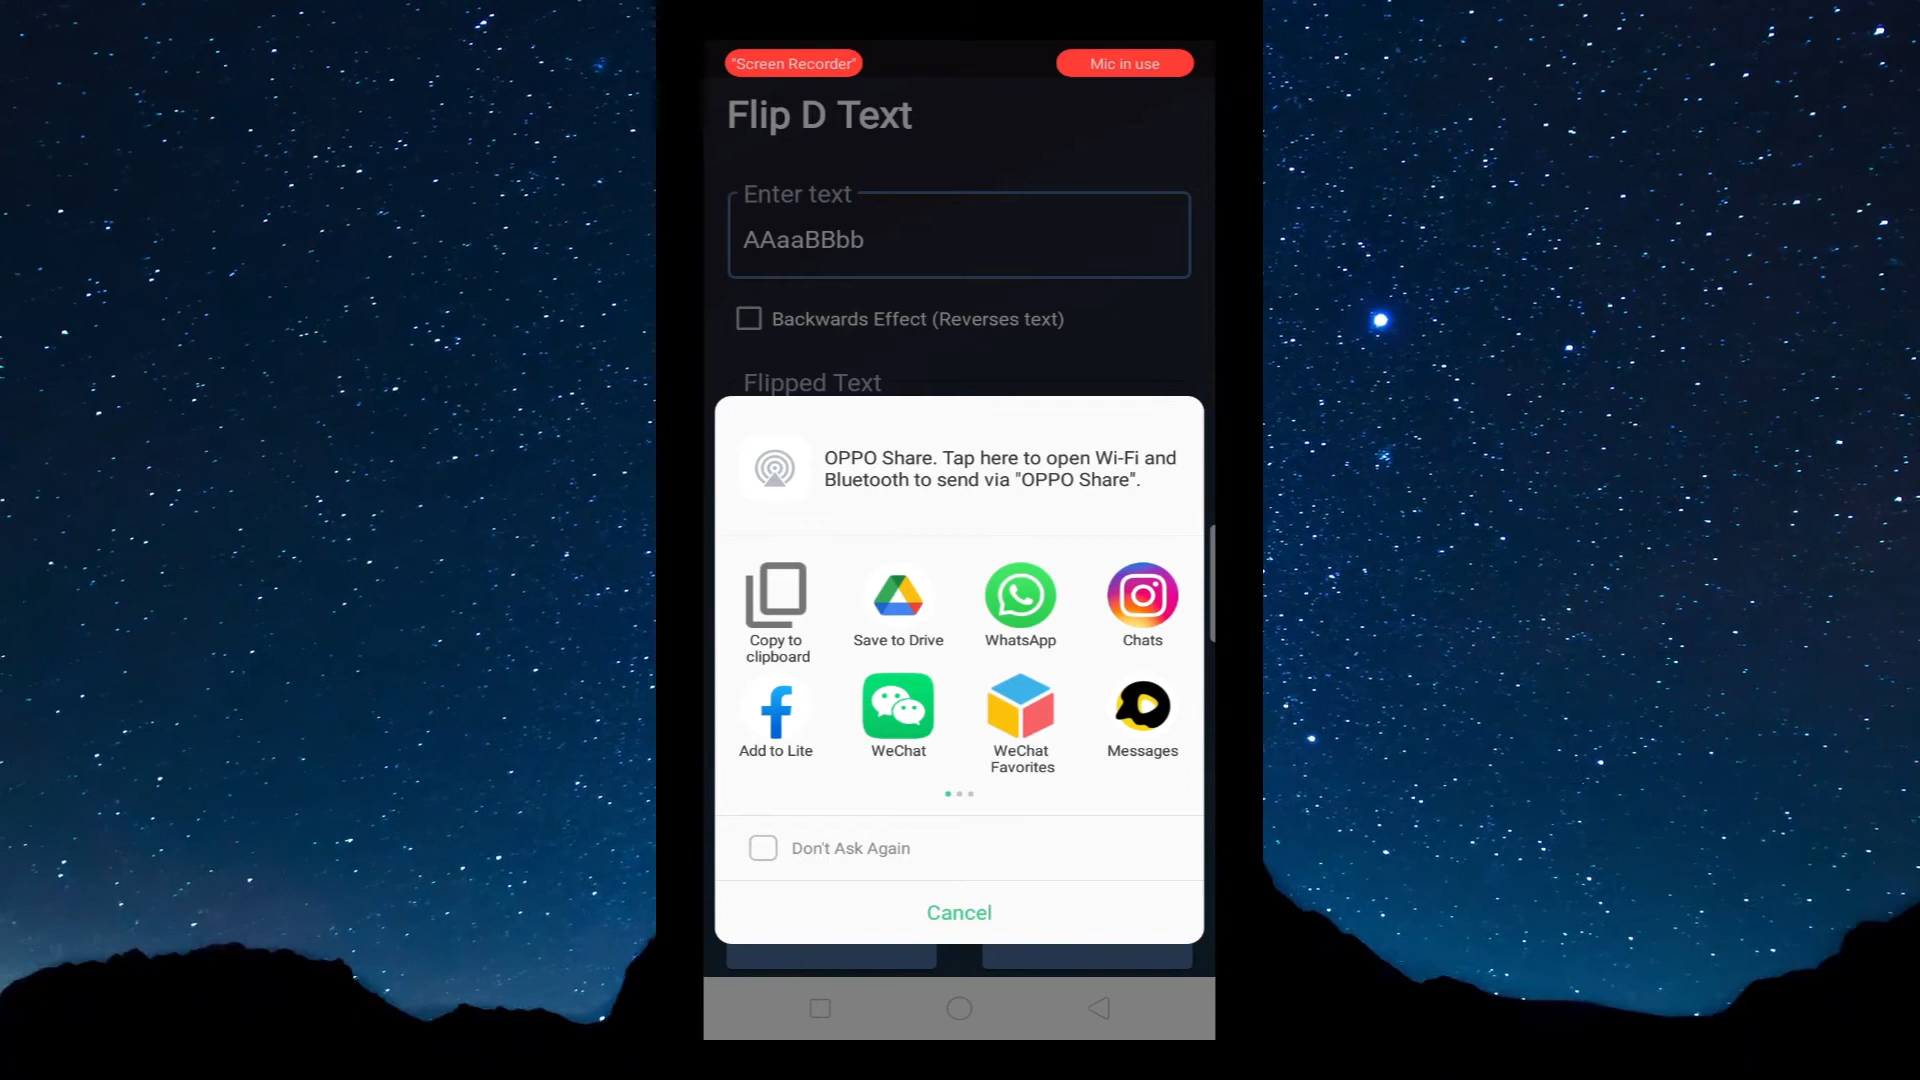 "Screen Recorder"
Mic in use
Flip D Text
Enter text
AAaaBBbb
Backwards Effect (Reverses text)
Flipped Text
OPPO Share. Tap here to open Wi-Fi and
Bluetooth to send via "OPPO Share".
Copy to
clipboard
Save to Drive
WhatsApp
Chats
Add to Lite
WeChat
WeChat
Favorites
Messages
Don't Ask Again
Cancel